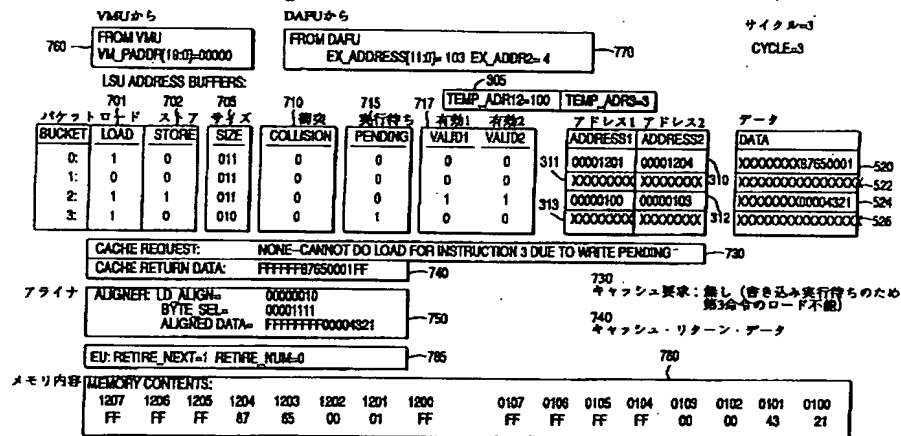 VMUから
DAFUから
サイクル=3
CYCLE=3
760
FROM VMU
VM_PADDR[19:0]=00000
FROM DAFU
EX_ADDRESS[11:0]= 103 EX_ADR2= 4
770
LSU ADDRESS BUFFERS:
305
TEMP_ADR12=100 TEMP_ADR3=3
701 702 705 710 715 717
バケット ロード ストア サイズ 衝突 実行待ち 有効1 有効2 アドレス1 アドレス2 データ
BUCKET LOAD STORE SIZE COLLISION PENDING VALID1 VALID2 ADDRESS1 ADDRESS2 DATA
0: 1 0 011 0 0 0 0 311 00001201 00001204 310 XXXXXXXX87650001 520
1: 0 0 011 0 0 0 0 XXXXXXXX XXXXXXXX XXXXXXXXXXXXXXXX 522
2: 1 1 011 0 0 1 1 313 00000100 00000103 312 XXXXXXXX00004321 524
3: 1 0 010 0 1 0 0 XXXXXXXX XXXXXXXX XXXXXXXXXXXXXXXX 526
CACHE REQUEST: NONE--CANNOT DO LOAD FOR INSTRUCTION 3 DUE TO WRITE PENDING 730
CACHE RETURN DATA: FFFFFF87650001FF 740
アライナ
ALIGNER: LD_ALIGN= 00000010
BYTE_SEL= 00001111
ALIGNED DATA= FFFFFFFF00004321
750
730
キャッシュ要求：無し（書き込み実行待ちのため
第3命令のロード不能）
740
キャッシュ・リターン・データ
EU: RETIRE_NEXT=1 RETIRE_NUM=0 785
780
メモリ内容
MEMORY CONTENTS:
1207 1206 1205 1204 1203 1202 1201 1200 0107 0106 0105 0104 0103 0102 0101 0100
FF FF FF 87 65 00 01 FF FF FF FF FF 00 00 43 21